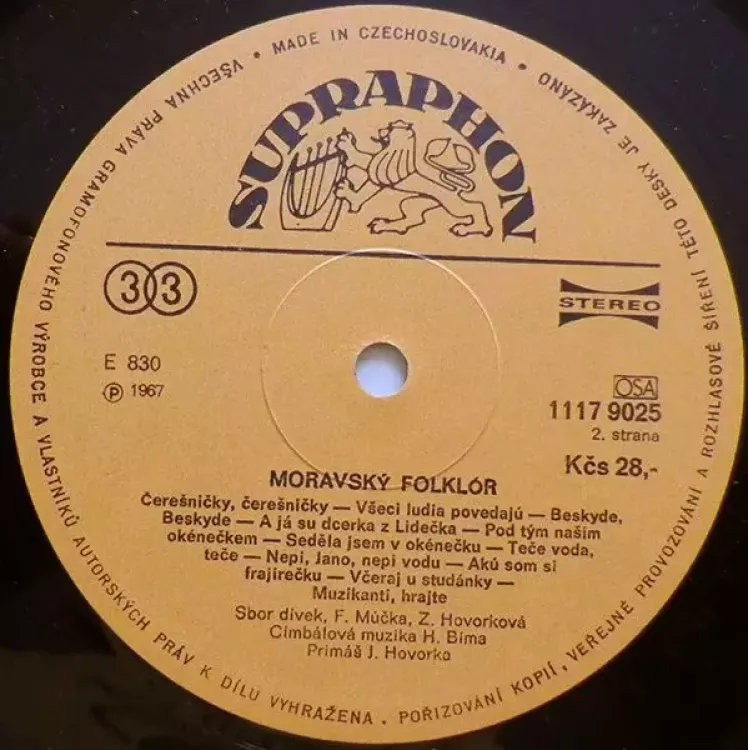 VŠECHNA PRÁVA GRAMOFONOVÉHO VÝROBCE A VLASTNÍKŮ AUTORSKÝCH PRÁV K DÍLU VYHRAŽENA. POŘIZOVÁNÍ KOPIÍ, VEŘEJNÉ PROVOZOVÁNÍ A ROZHLASOVÉ ŠÍŘENÍ TÉTO DESKY JE ZAKÁZÁNO • MADE IN CZECHOSLOVAKIA •
SUPRAPHON
33
STEREO
E 830
Ⓟ 1967
OSA
1117 9025
2. strana
Kčs 28,-
MORAVSKÝ FOLKLÓR
Čerešničky, čerešničky — Všeci ludia povedajú — Beskyde,
Beskyde — A já su dcerka z Lidečka — Pod tým našim
okénečkem — Seděla jsem v okénečku — Teče voda,
teče — Nepi, Jano, nepi vodu — Akú som si
frajirečku — Včeraj u studánky —
Muzikanti, hrajte
Sbor dívek, F. Múčka, Z. Hovorková
Cimbálová muzika H. Bíma
Primáš J. Hovorka